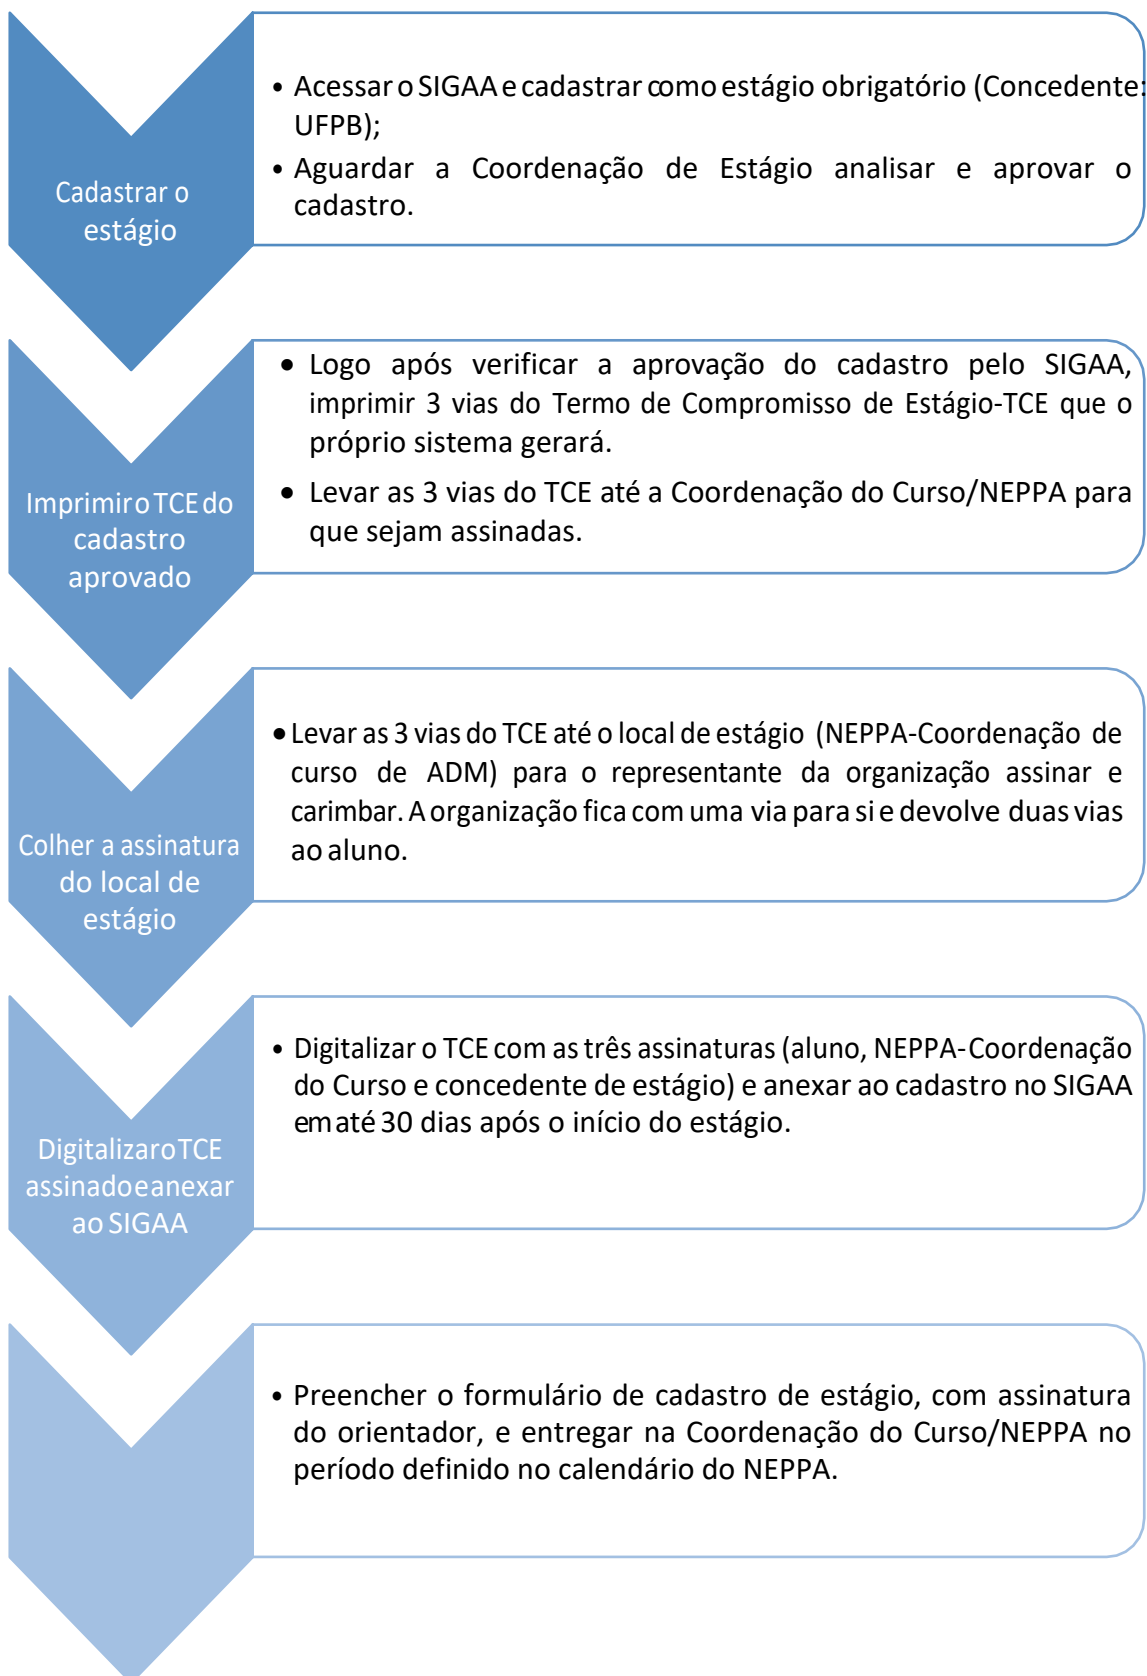 Cadastrar o
estágio
• Acessar o SIGAA e cadastrar como estágio obrigatório (Concedente:
UFPB);
• Aguardar a Coordenação de Estágio analisar e aprovar o
cadastro.
Imprimir o TCE do
cadastro
aprovado
• Logo após verificar a aprovação do cadastro pelo SIGAA,
imprimir 3 vias do Termo de Compromisso de Estágio-TCE que o
próprio sistema gerará.
• Levar as 3 vias do TCE até a Coordenação do Curso/NEPPA para
que sejam assinadas.
Colher a assinatura
do local de
estágio
• Levar as 3 vias do TCE até o local de estágio (NEPPA-Coordenação de
curso de ADM) para o representante da organização assinar e
carimbar. A organização fica com uma via para si e devolve duas vias
ao aluno.
Digitalizar o TCE
assinado e anexar
ao SIGAA
• Digitalizar o TCE com as três assinaturas (aluno, NEPPA-Coordenação
do Curso e concedente de estágio) e anexar ao cadastro no SIGAA
em até 30 dias após o início do estágio.
• Preencher o formulário de cadastro de estágio, com assinatura
do orientador, e entregar na Coordenação do Curso/NEPPA no
período definido no calendário do NEPPA.